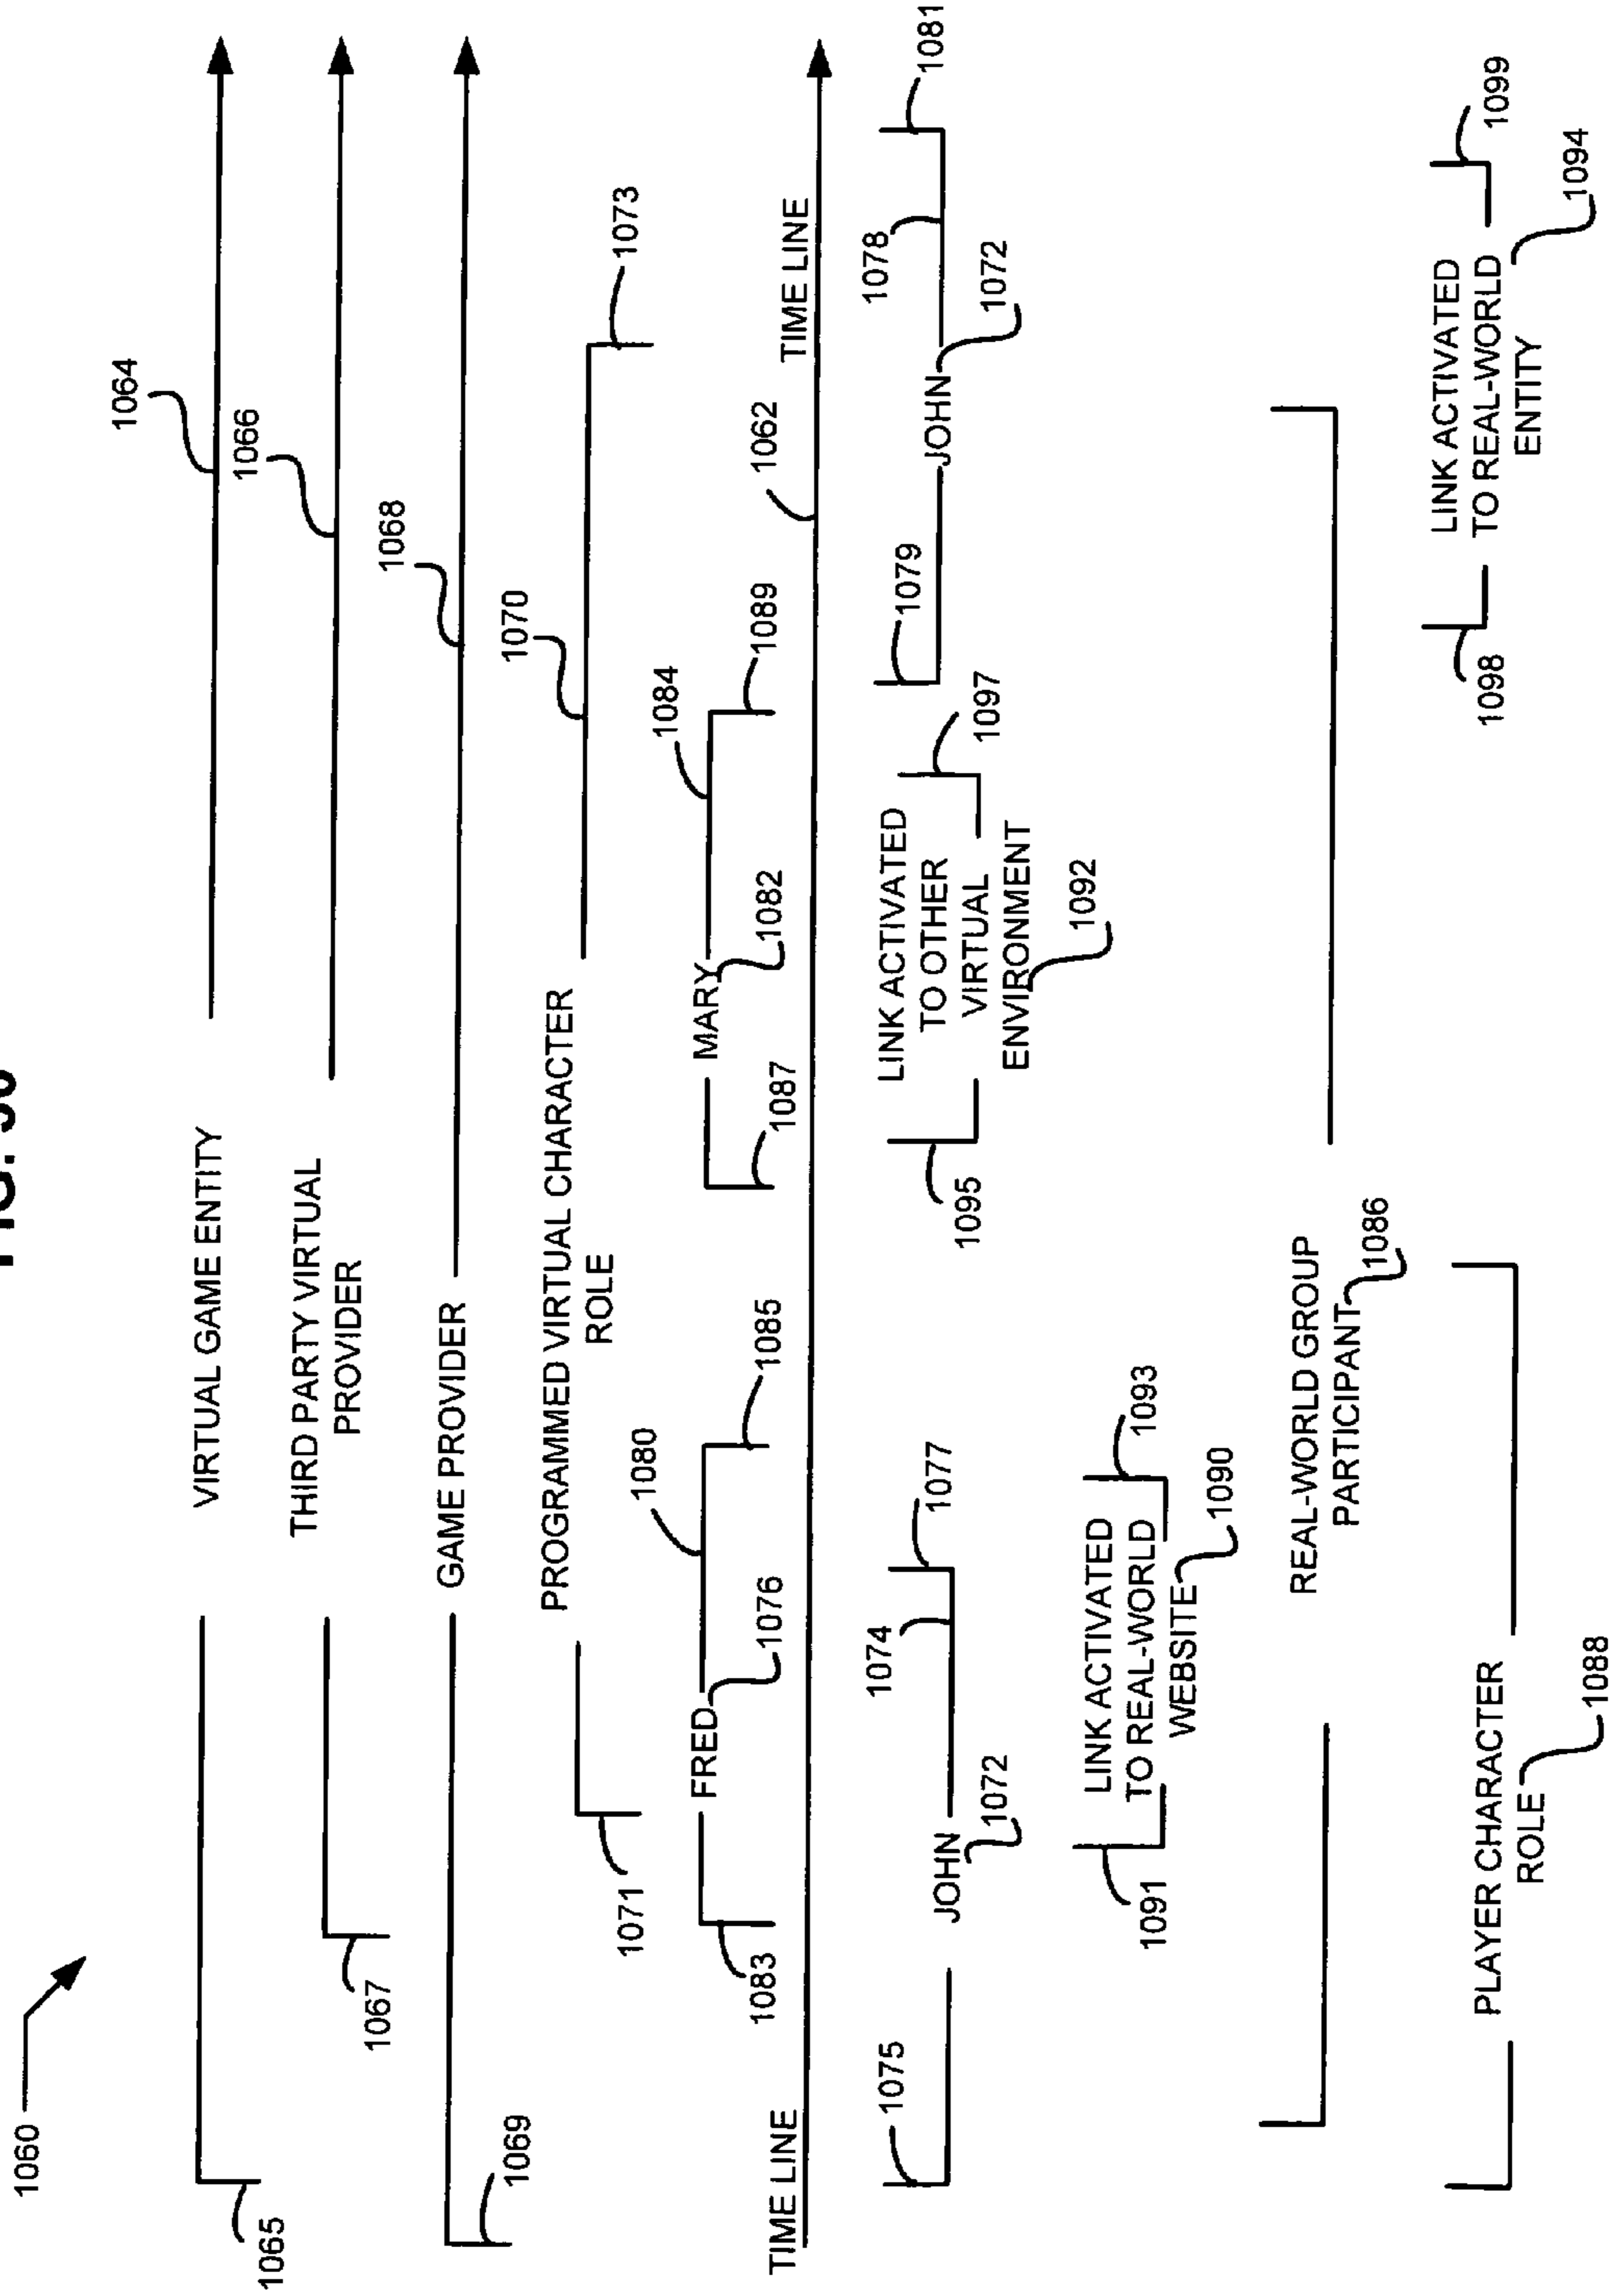 FIG.
1060
1064
VIRTUAL GAME ENTITY
1065
1066
THIRD PARTY VIRTUAL
PROVIDER
1067
1068
GAME PROVIDER
1069
1070
PROGRAMMED VIRTUAL CHARACTER
ROLE
1071
1073
1080
1084
FRED
MARY
1083
1076
1085
1087
1082
1089
1062
TIME LINE
TIME LINE
1075
1074
1077
1079
1078
1081
JOHN
1072
JOHN
1072
LINK ACTIVATED
TO OTHER
VIRTUAL
ENVIRONMENT
1095
1097
1092
LINK ACTIVATED
TO REAL-WORLD
WEBSITE
1091
1093
1090
REAL-WORLD GROUP
PARTICIPANT
1086
LINK ACTIVATED
TO REAL-WORLD
ENTITY
1098
1099
1094
PLAYER CHARACTER
ROLE
1088